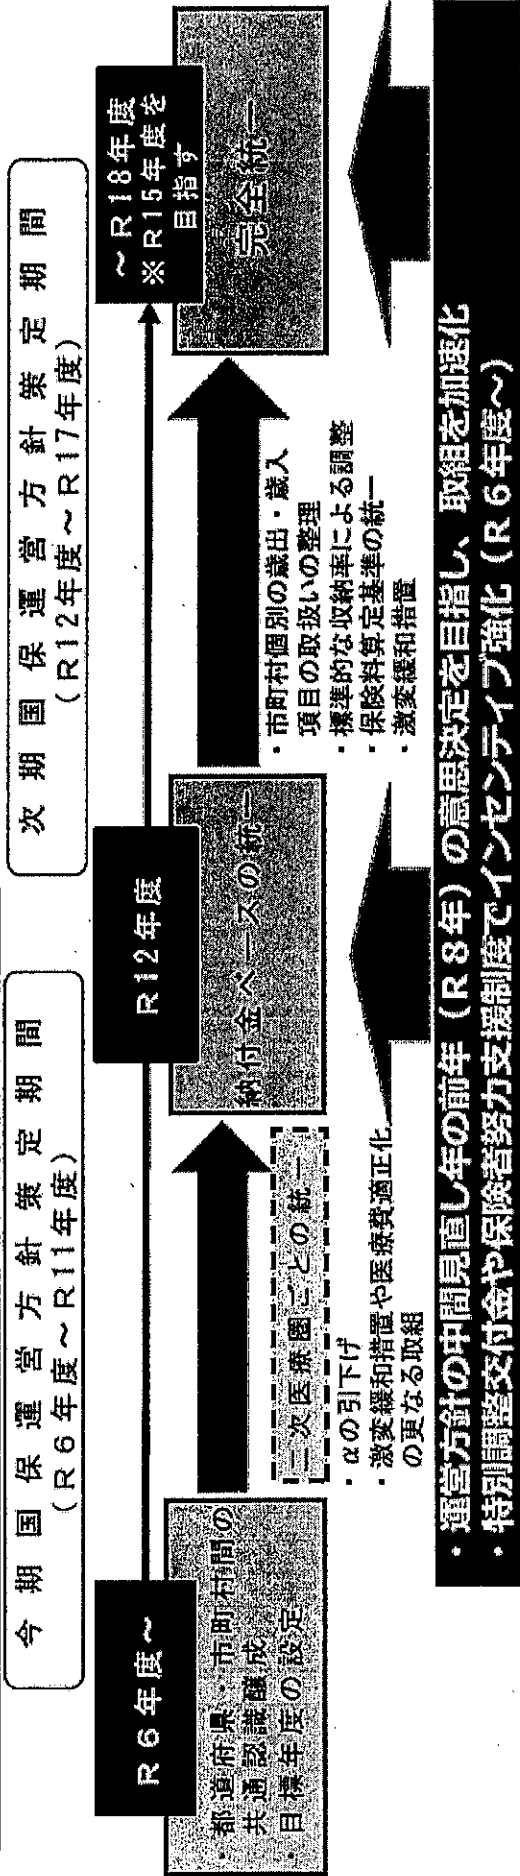 今期国保運営方針策定期間
（R6年度～R11年度）
次期国保運営方針策定期間
（R12年度～R17年度）
R6年度～
・都道府県・市町村間の
共通認識醸成
・目標年度の設定
二次医療圏ごとの統一
・αの引下げ
・激変緩和措置や医療費適正化
の更なる取組
R12年度
納付金ベースの統一
・市町村個別の歳出・歳入
項目の取扱いの整理
・標準的な収納率による調整
・保険料算定基準の統一
・激変緩和措置
～R18年度
※R15年度を
目指す
完全統一
・運営方針の中間見直し年の前年（R8年）の意思決定を目指し、取組を加速化
・特別調整交付金や保険者努力支援制度でインセンティブ強化（R6年度～）